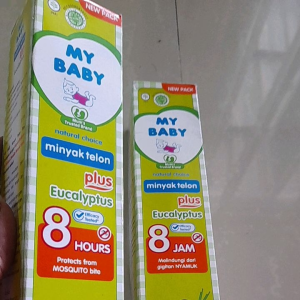 NEW PACK
MY
BABY
natural choice
minyak telon
plus
Eucalyptus
8
HOURS
Protects from
MOSQUITO bite
NEW PACK
MY
BABY
natural choice
minyak telon
plus
Eucalyptus
8
JAM
Melindungi dari
gigitan NYAMUK